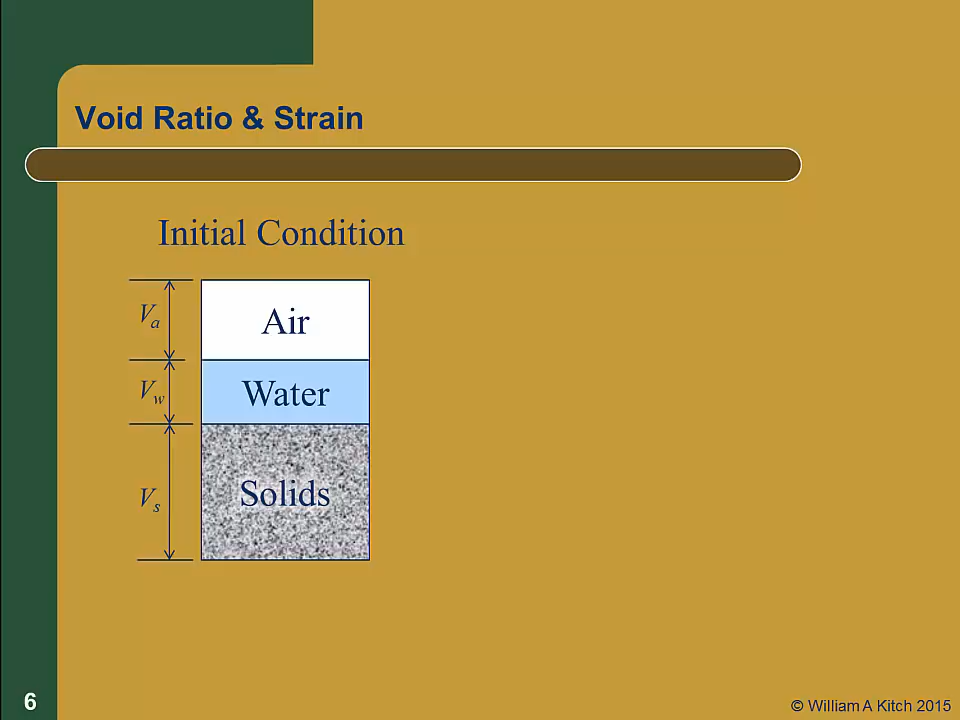 Void Ratio & Strain
Initial Condition
Va
Air
Vw
Water
Vs
Solids
6
© William A Kitch 2015